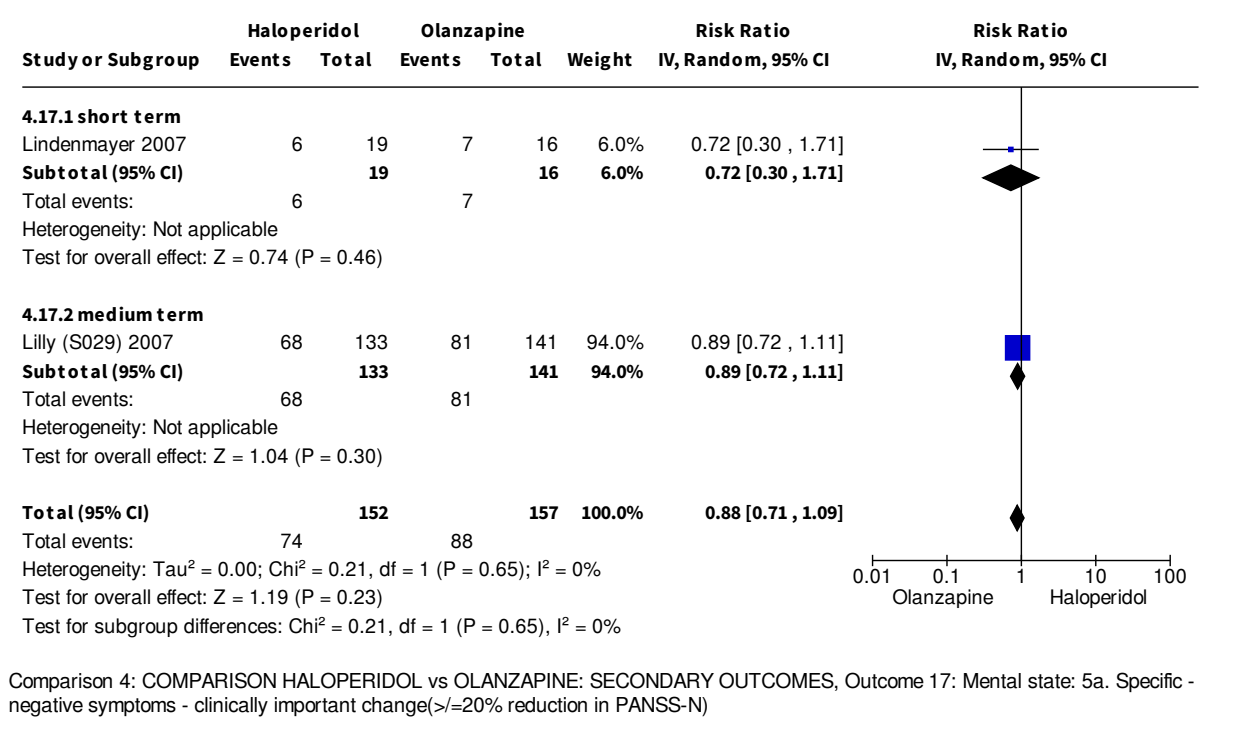 Haloperidol Olanzapine Risk Ratio Risk Ratio
Study or Subgroup Events Total Events Total Weight IV, Random, 95% CI IV, Random, 95% CI
4.17.1 short term
Lindenmayer 2007 6 19 7 16 6.0% 0.72 [0.30 , 1.71]
Subtotal (95% CI) 19 16 6.0% 0.72 [0.30 , 1.71]
Total events: 6 7
Heterogeneity: Not applicable
Test for overall effect: Z = 0.74 (P = 0.46)
4.17.2 medium term
Lilly (S029) 2007 68 133 81 141 94.0% 0.89 [0.72 , 1.11]
Subtotal (95% CI) 133 141 94.0% 0.89 [0.72 , 1.11]
Total events: 68 81
Heterogeneity: Not applicable
Test for overall effect: Z = 1.04 (P = 0.30)
Total (95% CI) 152 157 100.0% 0.88 [0.71 , 1.09]
Total events: 74 88
Heterogeneity: Tau² = 0.00; Chi² = 0.21, df = 1 (P = 0.65); I² = 0%
0.01 0.1 1 10 100
Test for overall effect: Z = 1.19 (P = 0.23) Olanzapine Haloperidol
Test for subgroup differences: Chi² = 0.21, df = 1 (P = 0.65), I² = 0%
Comparison 4: COMPARISON HALOPERIDOL vs OLANZAPINE: SECONDARY OUTCOMES, Outcome 17: Mental state: 5a. Specific -
negative symptoms - clinically important change(>/=20% reduction in PANSS-N)